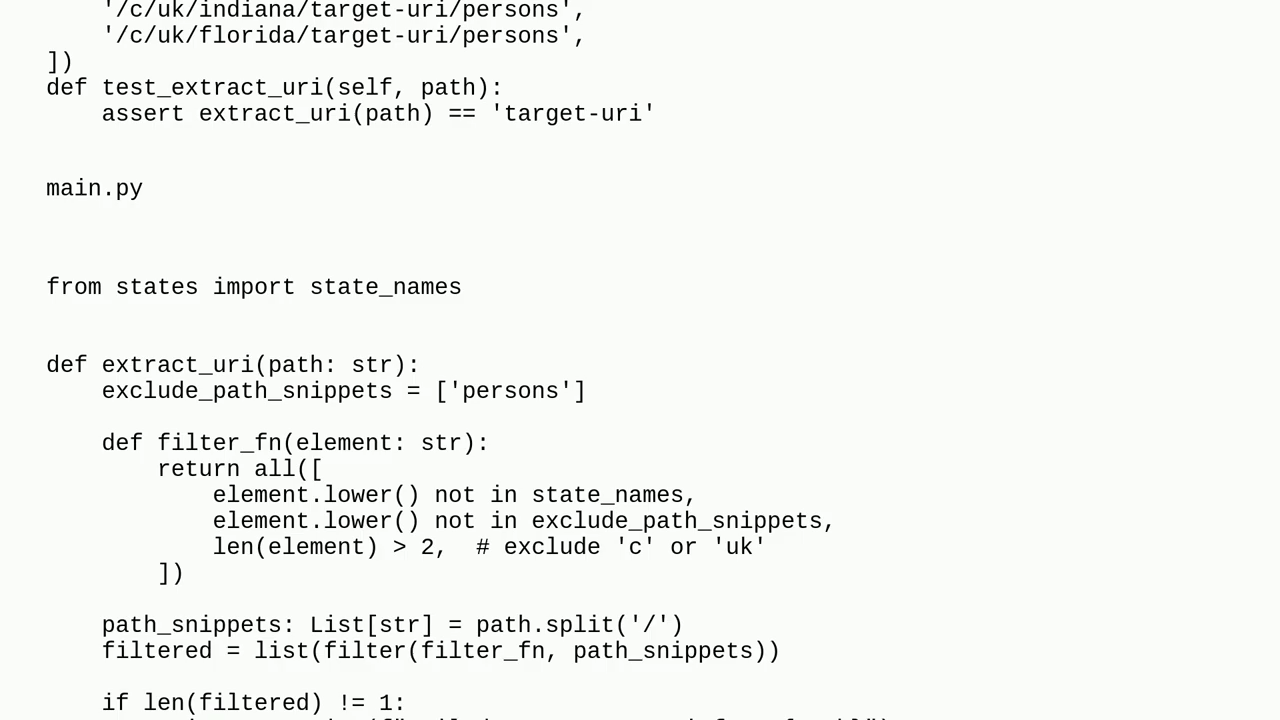 '/c/uk/indiana/target-uri/persons',
    '/c/uk/florida/target-uri/persons',
])
def test_extract_uri(self, path):
    assert extract_uri(path) == 'target-uri'
main.py
from states import state_names
def extract_uri(path: str):
    exclude_path_snippets = ['persons']
    def filter_fn(element: str):
        return all([
            element.lower() not in state_names,
            element.lower() not in exclude_path_snippets,
            len(element) > 2,  # exclude 'c' or 'uk'
        ])
    path_snippets: List[str] = path.split('/')
    filtered = list(filter(filter_fn, path_snippets))
    if len(filtered) != 1: